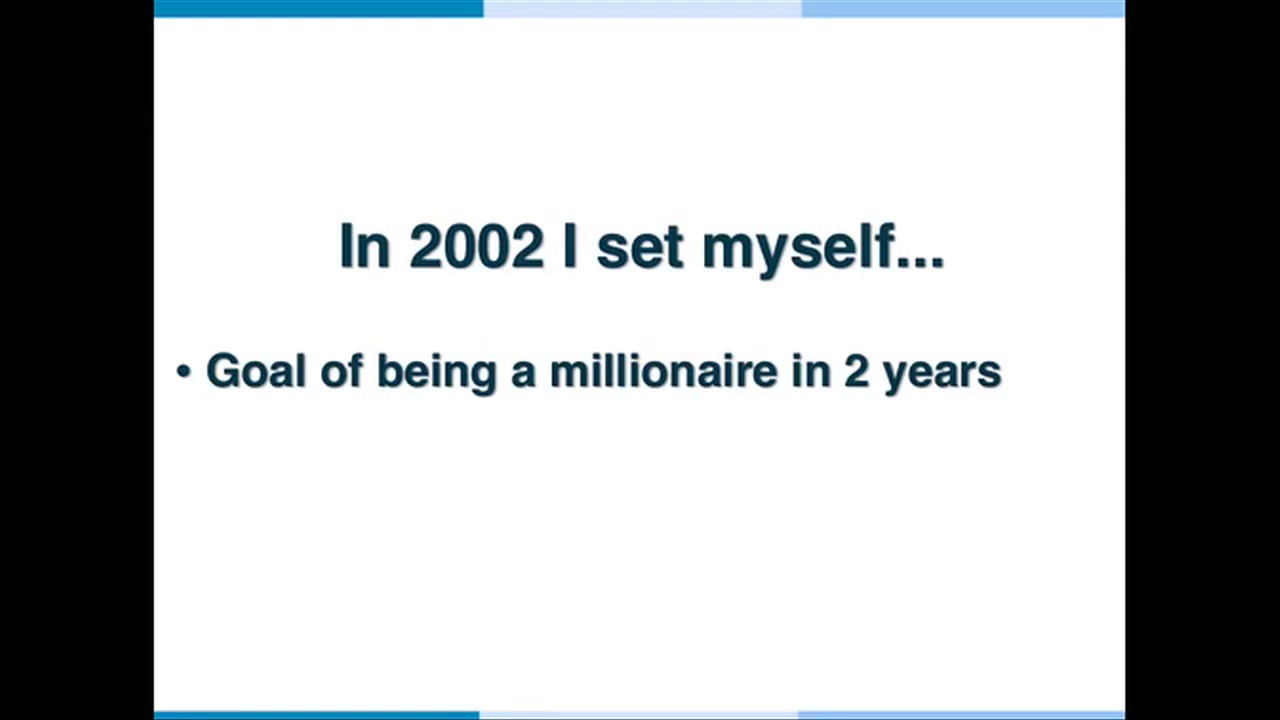 In 2002 I set myself...
• Goal of being a millionaire in 2 years